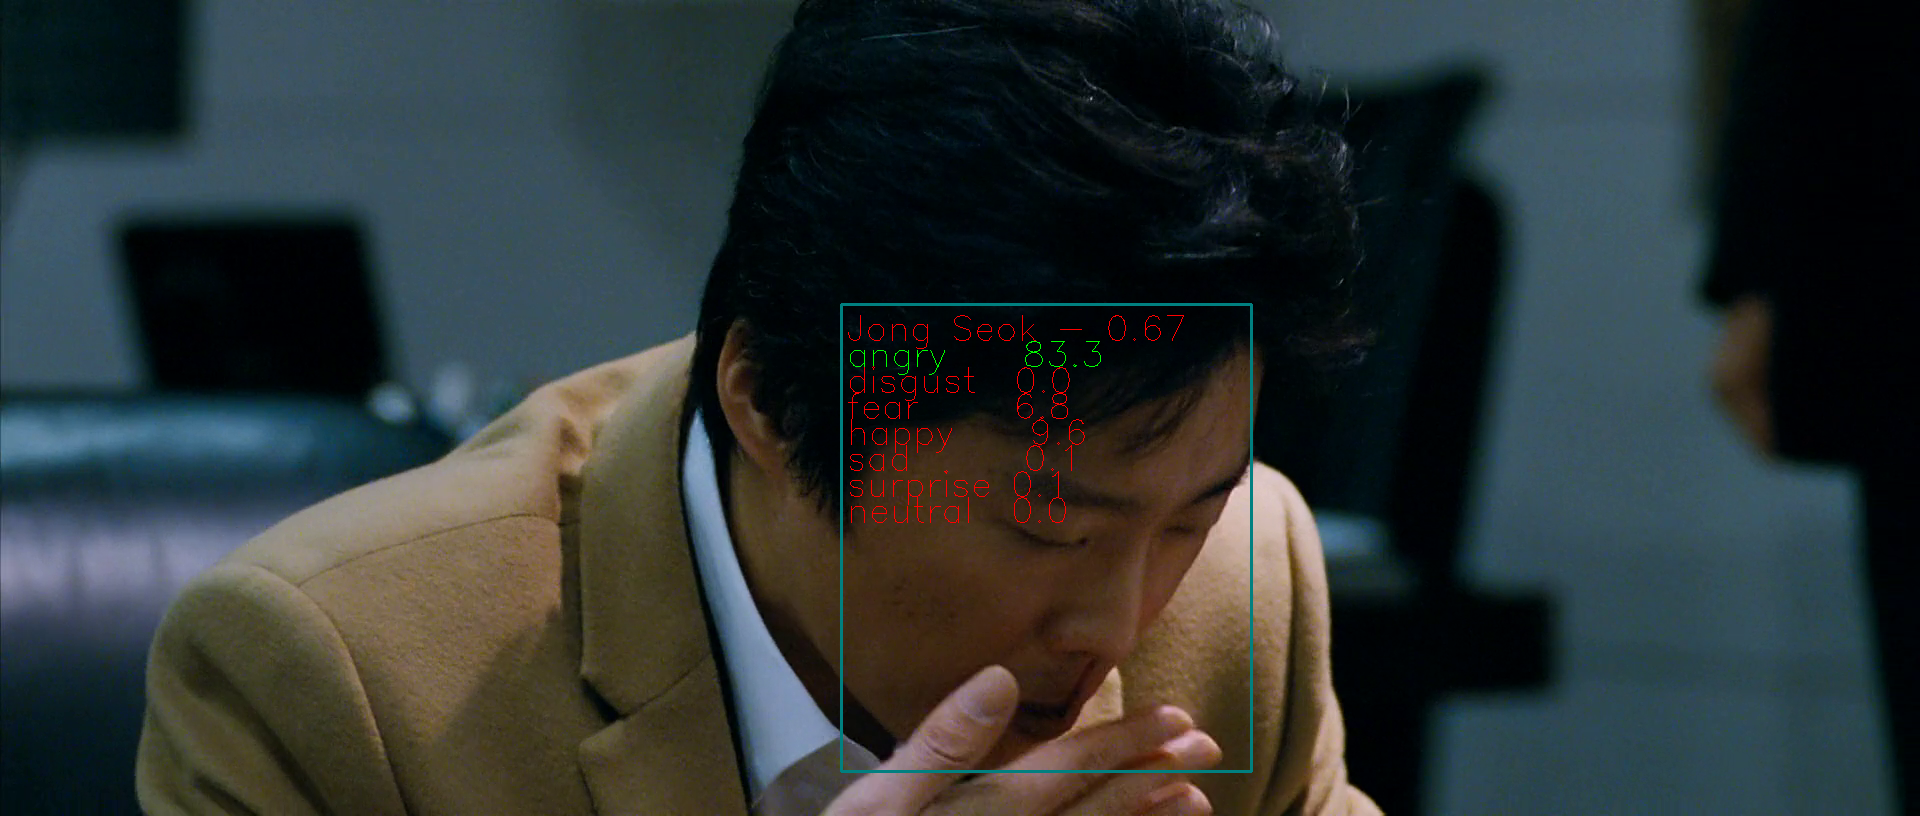 Jong Seok - 0.67
angry 83.3
disgust 0.0
fear 6.8
happy 9.6
sad 0.1
surprise 0.1
neutral 0.0